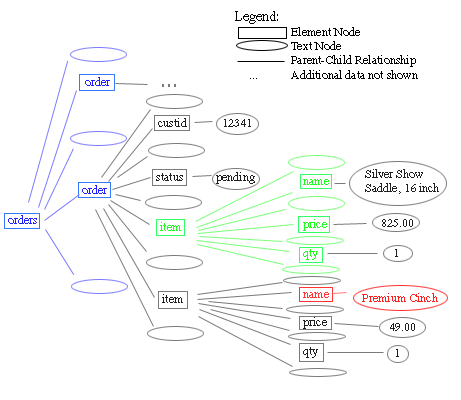 Legend:
Element Node
Text Node
Parent-Child Relationship
... Additional data not shown
order
...
custid
12341
status
pending
order
name
Silver Show
Saddle, 16 inch
orders
item
price
825.00
qty
1
item
name
Premium Cinch
price
49.00
qty
1